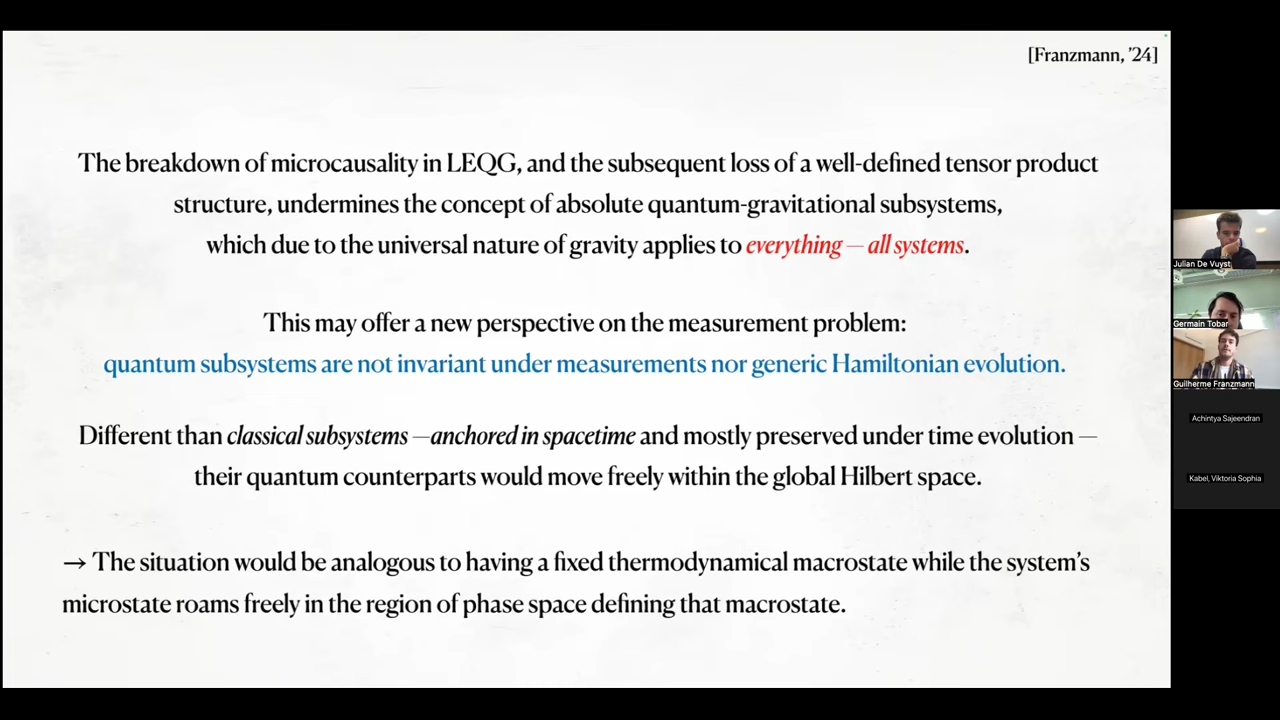 [Franzmann, '24]
The breakdown of microcausality in LEQG, and the subsequent loss of a well-defined tensor product
structure, undermines the concept of absolute quantum-gravitational subsystems,
which due to the universal nature of gravity applies to everything — all systems.
This may offer a new perspective on the measurement problem:
quantum subsystems are not invariant under measurements nor generic Hamiltonian evolution.
Different than classical subsystems —anchored in spacetime and mostly preserved under time evolution —
their quantum counterparts would move freely within the global Hilbert space.
→ The situation would be analogous to having a fixed thermodynamical macrostate while the system's
microstate roams freely in the region of phase space defining that macrostate.
Julian De Vuyst
Germain Tobar
Guilherme Franzmann
Achintya Sajeendran
Kabel, Viktoria Sophia